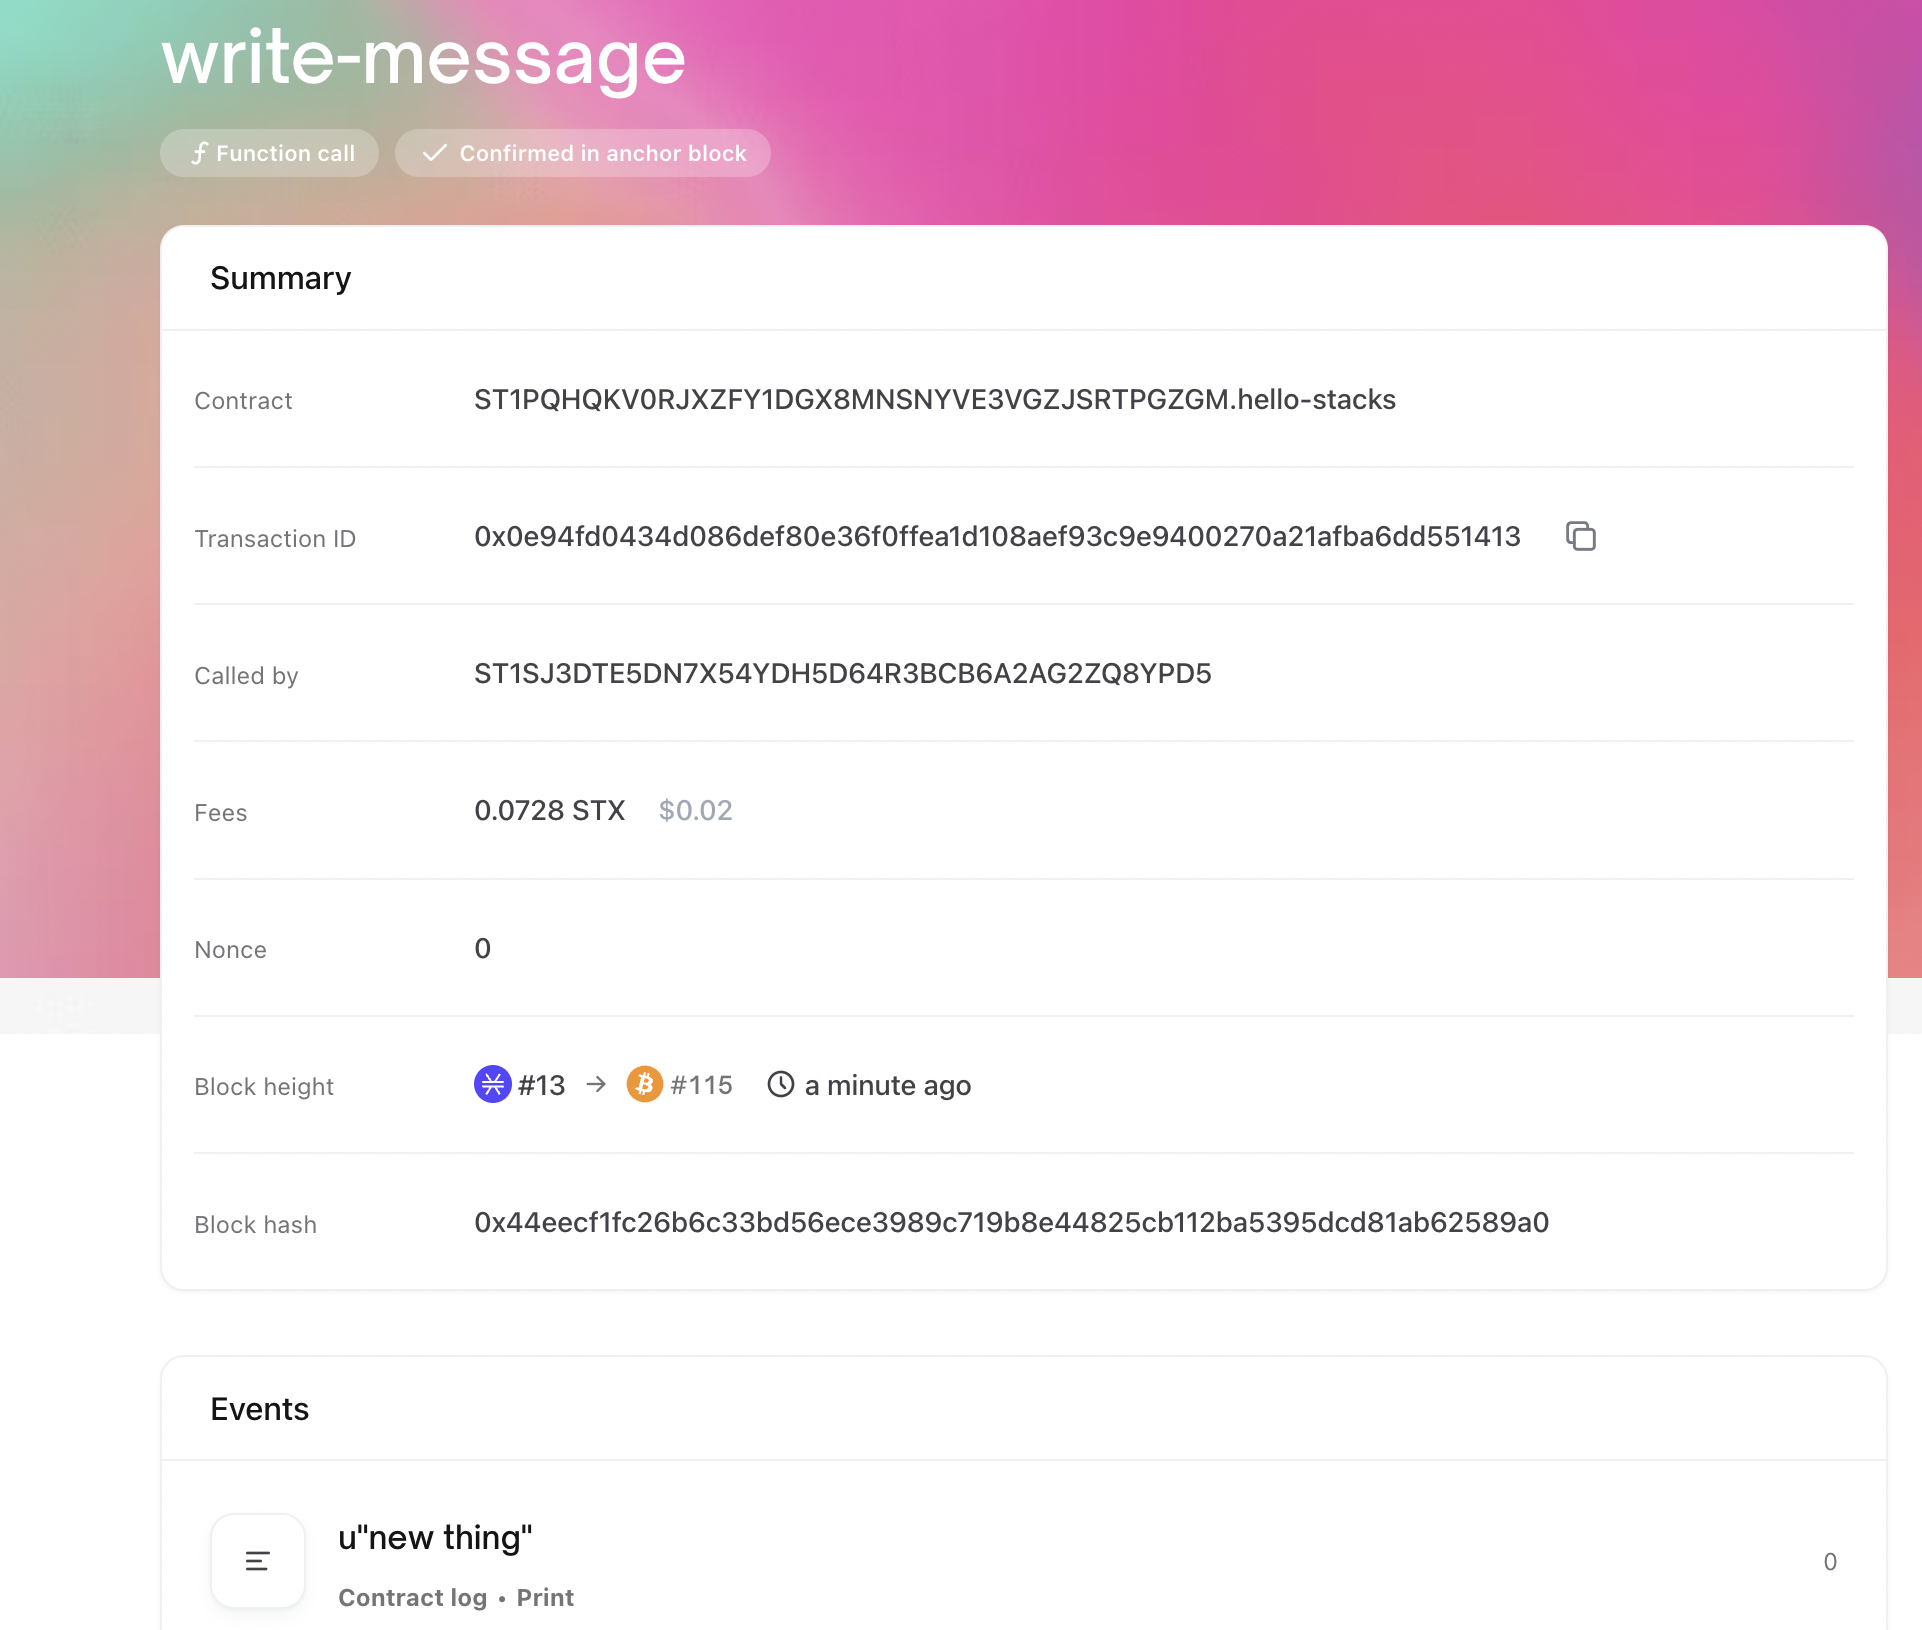 write-message
Function call
Confirmed in anchor block
Summary
Contract ST1PQHQKV0RJXZFY1DGX8MNSNYVE3VGZJSRTPGZGM.hello-stacks
Transaction ID 0x0e94fd0434d086def80e36f0ffea1d108aef93c9e9400270a21afba6dd551413
Called by ST1SJ3DTE5DN7X54YDH5D64R3BCB6A2AG2ZQ8YPD5
Fees 0.0728 STX $0.02
Nonce 0
Block height #13 → #115 a minute ago
Block hash 0x44eecf1fc26b6c33bd56ece3989c719b8e44825cb112ba5395dcd81ab62589a0
Events
u"new thing"
0
Contract log • Print